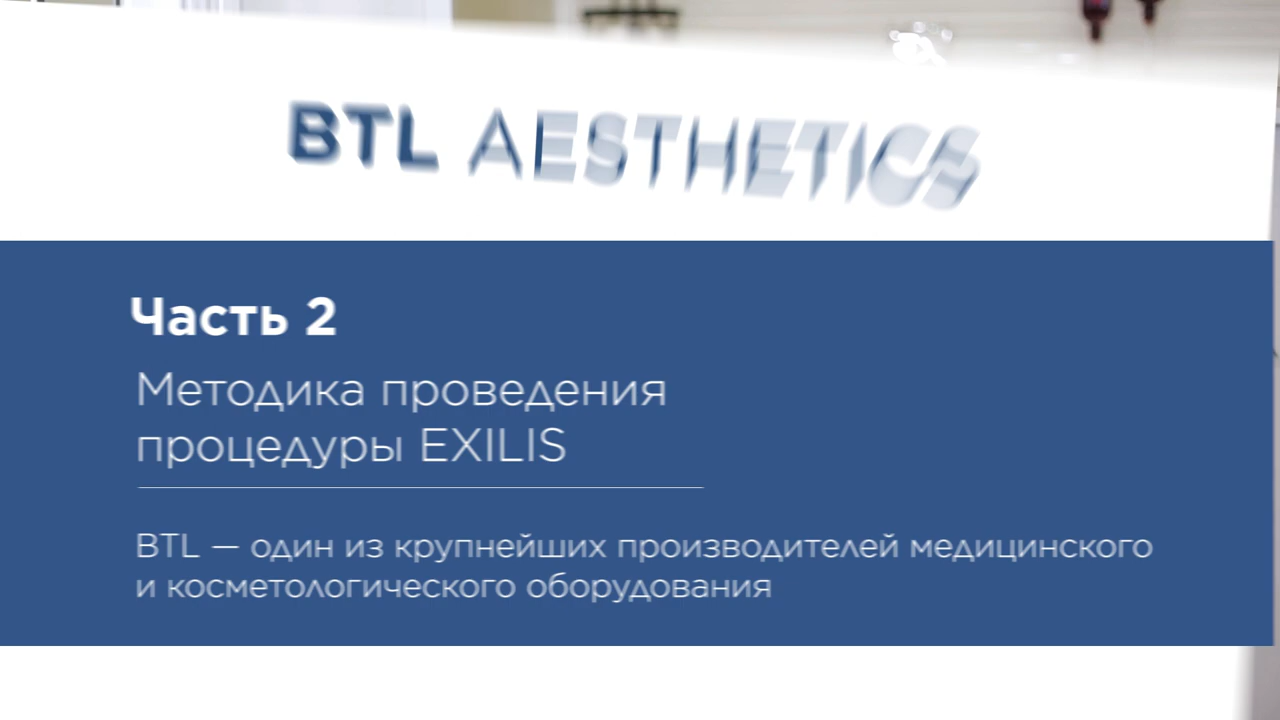 BTL AESTHETICS
Часть 2
Методика проведения
процедуры EXILIS
BTL — один из крупнейших производителей медицинского
и косметологического оборудования